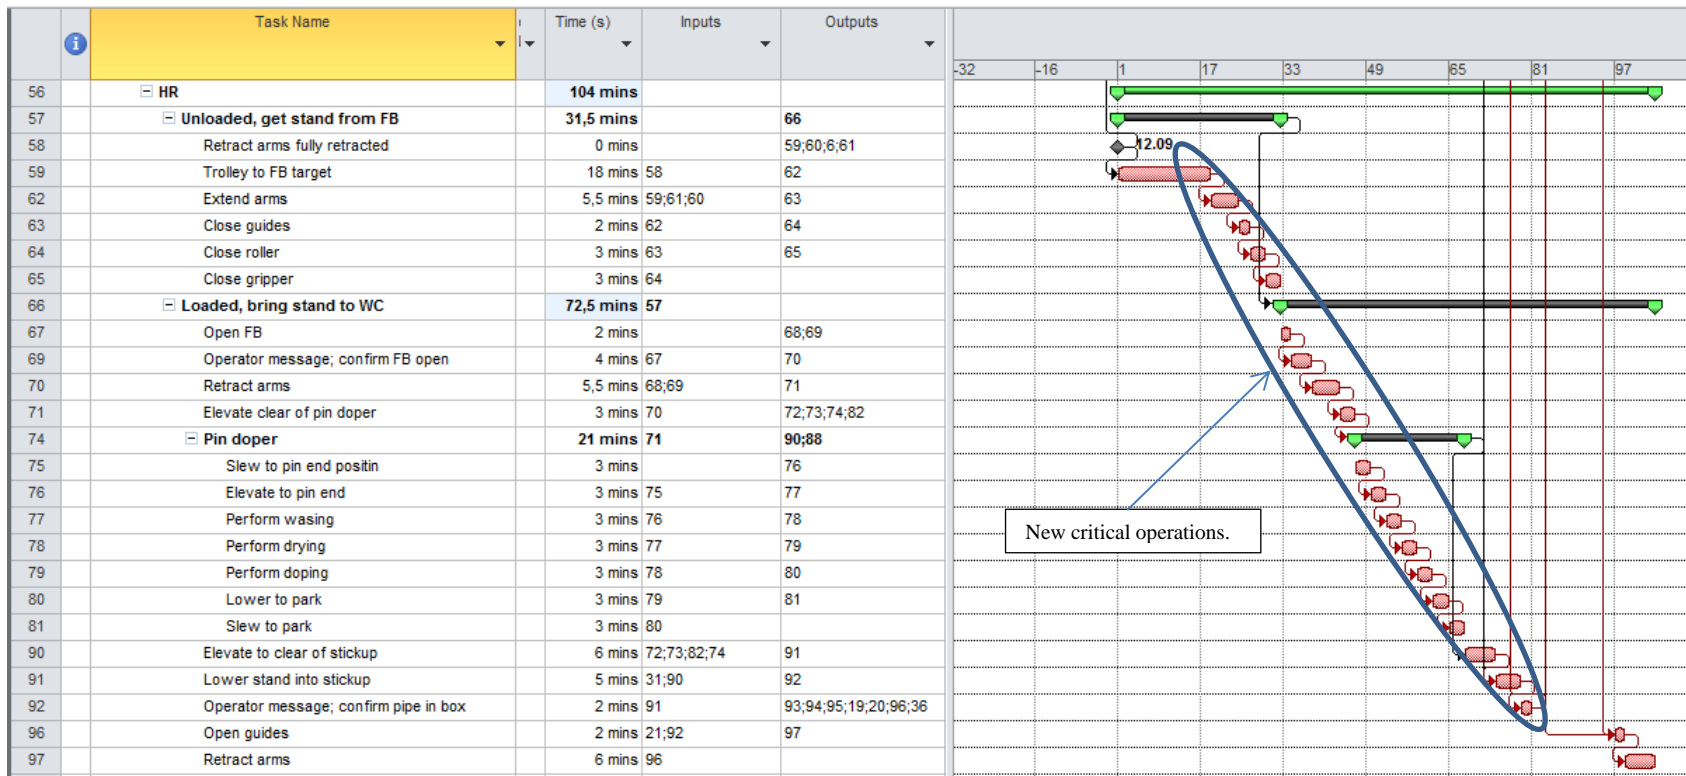 Task Name Time (s) Inputs Outputs
-32 -16 1 17 33 49 65 81 97
56 HR 104 mins
57 Unloaded, get stand from FB 31,5 mins 66
58 Retract arms fully retracted 0 mins 59;60;6;61 12.09
59 Trolley to FB target 18 mins 58 62
62 Extend arms 5,5 mins 59;61;60 63
63 Close guides 2 mins 62 64
64 Close roller 3 mins 63 65
65 Close gripper 3 mins 64
66 Loaded, bring stand to WC 72,5 mins 57
67 Open FB 2 mins 68;69
69 Operator message; confirm FB open 4 mins 67 70
70 Retract arms 5,5 mins 68;69 71
71 Elevate clear of pin doper 3 mins 70 72;73;74;82
74 Pin doper 21 mins 71 90;88
75 Slew to pin end positin 3 mins 76
76 Elevate to pin end 3 mins 75 77
77 Perform wasing 3 mins 76 78
New critical operations.
78 Perform drying 3 mins 77 79
79 Perform doping 3 mins 78 80
80 Lower to park 3 mins 79 81
81 Slew to park 3 mins 80
90 Elevate to clear of stickup 6 mins 72;73;82;74 91
91 Lower stand into stickup 5 mins 31;90 92
92 Operator message; confirm pipe in box 2 mins 91 93;94;95;19;20;96;36
96 Open guides 2 mins 21;92 97
97 Retract arms 6 mins 96